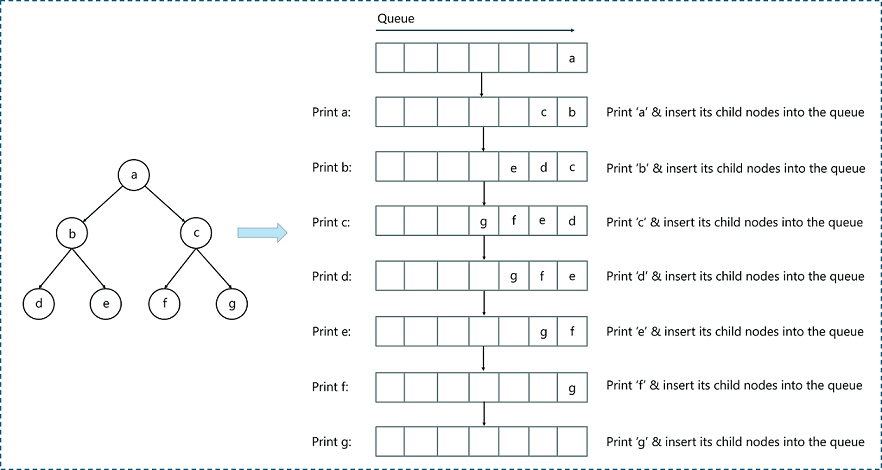 Queue
a
Print a: c b Print 'a' & insert its child nodes into the queue
Print b: e d c Print 'b' & insert its child nodes into the queue
Print c: g f e d Print 'c' & insert its child nodes into the queue
Print d: g f e Print 'd' & insert its child nodes into the queue
Print e: g f Print 'e' & insert its child nodes into the queue
Print f: g Print 'f' & insert its child nodes into the queue
Print g: Print 'g' & insert its child nodes into the queue
a
b c
d e f g